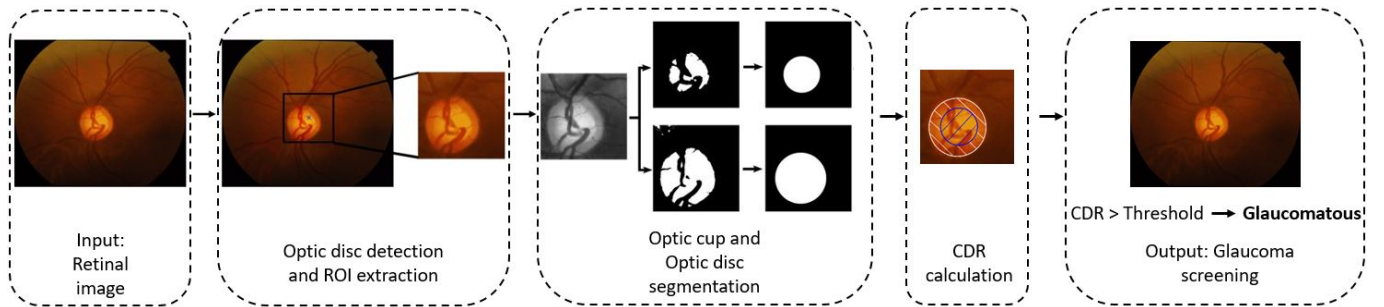 Input:
Retinal
image
Optic disc detection
and ROI extraction
Optic cup and
Optic disc
segmentation
CDR
calculation
CDR > Threshold → Glaucomatous
Output: Glaucoma
screening